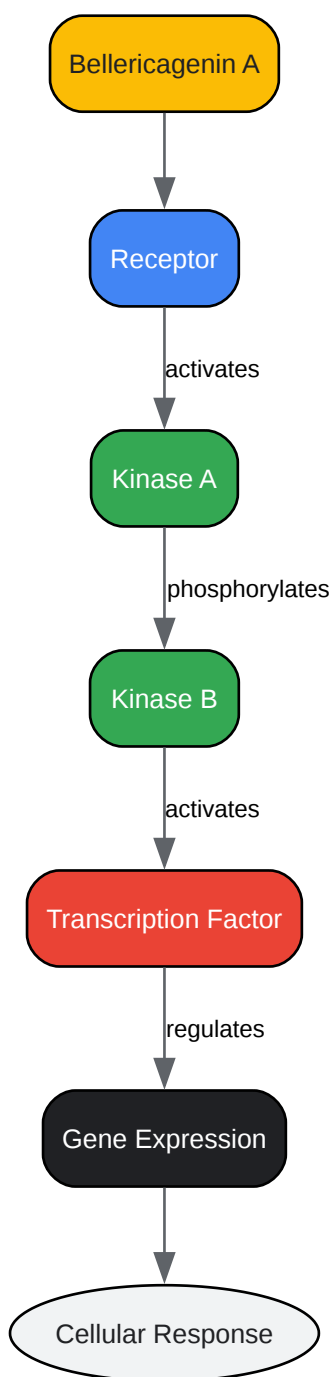 Bellericagenin A
Receptor
activates
Kinase A
phosphorylates
Kinase B
activates
Transcription Factor
regulates
Gene Expression
Cellular Response